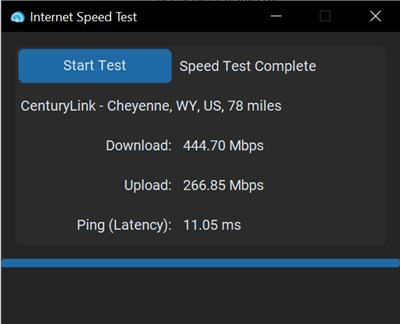 Internet Speed Test
Start Test Speed Test Complete
CenturyLink - Cheyenne, WY, US, 78 miles
Download: 444.70 Mbps
Upload: 266.85 Mbps
Ping (Latency): 11.05 ms